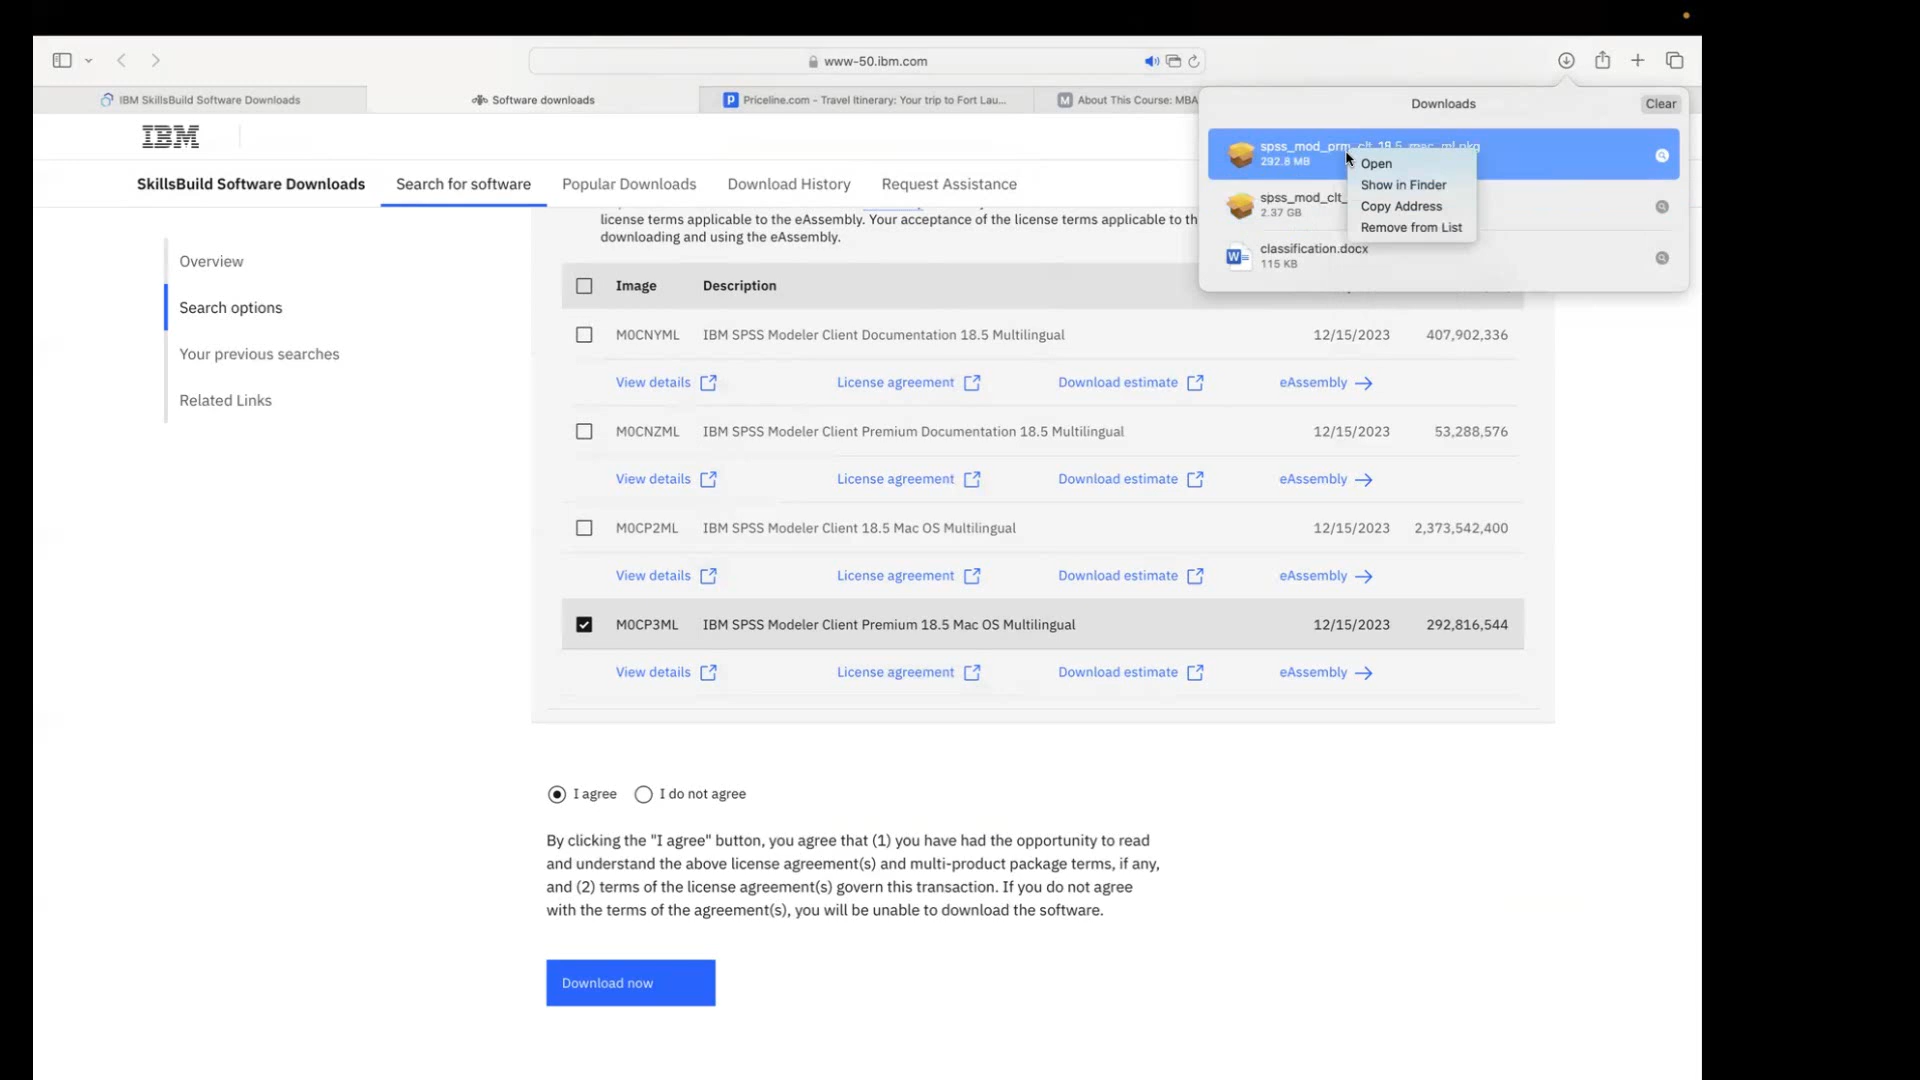 www-50.ibm.com
IBM SkillsBuild Software Downloads
Software downloads
Priceline.com - Travel Itinerary: Your trip to Fort Lau...
About This Course: MBA
Downloads
Clear
spss_mod_prm_clt_18.5_mac_ml.pkg
292.8 MB
Open
Show in Finder
Copy Address
Remove from List
spss_mod_clt_
2.37 GB
classification.docx
115 KB
IBM
SkillsBuild Software Downloads
Search for software
Popular Downloads
Download History
Request Assistance
Overview
Search options
Your previous searches
Related Links
license terms applicable to the eAssembly. Your acceptance of the license terms applicable to th
downloading and using the eAssembly.
Image Description
M0CNYML IBM SPSS Modeler Client Documentation 18.5 Multilingual 12/15/2023 407,902,336
View details License agreement Download estimate eAssembly
M0CNZML IBM SPSS Modeler Client Premium Documentation 18.5 Multilingual 12/15/2023 53,288,576
View details License agreement Download estimate eAssembly
M0CP2ML IBM SPSS Modeler Client 18.5 Mac OS Multilingual 12/15/2023 2,373,542,400
View details License agreement Download estimate eAssembly
M0CP3ML IBM SPSS Modeler Client Premium 18.5 Mac OS Multilingual 12/15/2023 292,816,544
View details License agreement Download estimate eAssembly
I agree I do not agree
By clicking the "I agree" button, you agree that (1) you have had the opportunity to read
and understand the above license agreement(s) and multi-product package terms, if any,
and (2) terms of the license agreement(s) govern this transaction. If you do not agree
with the terms of the agreement(s), you will be unable to download the software.
Download now